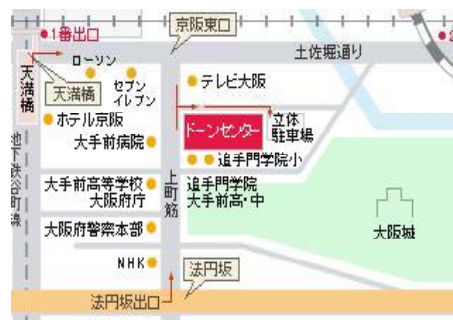 京阪東口
1番出口
土佐堀通り
ローソン
天満橋
天満橋
セブン
イレブン
テレビ大阪
ホテル京阪
ドーンセンター
立体
駐車場
大手前病院
追手門学院小
地下鉄谷町線
大手前高等学校
大阪府庁
上町筋
追手門学院
大手前高・中
大阪府警察本部
大阪城
NHK
法円坂
法円坂出口